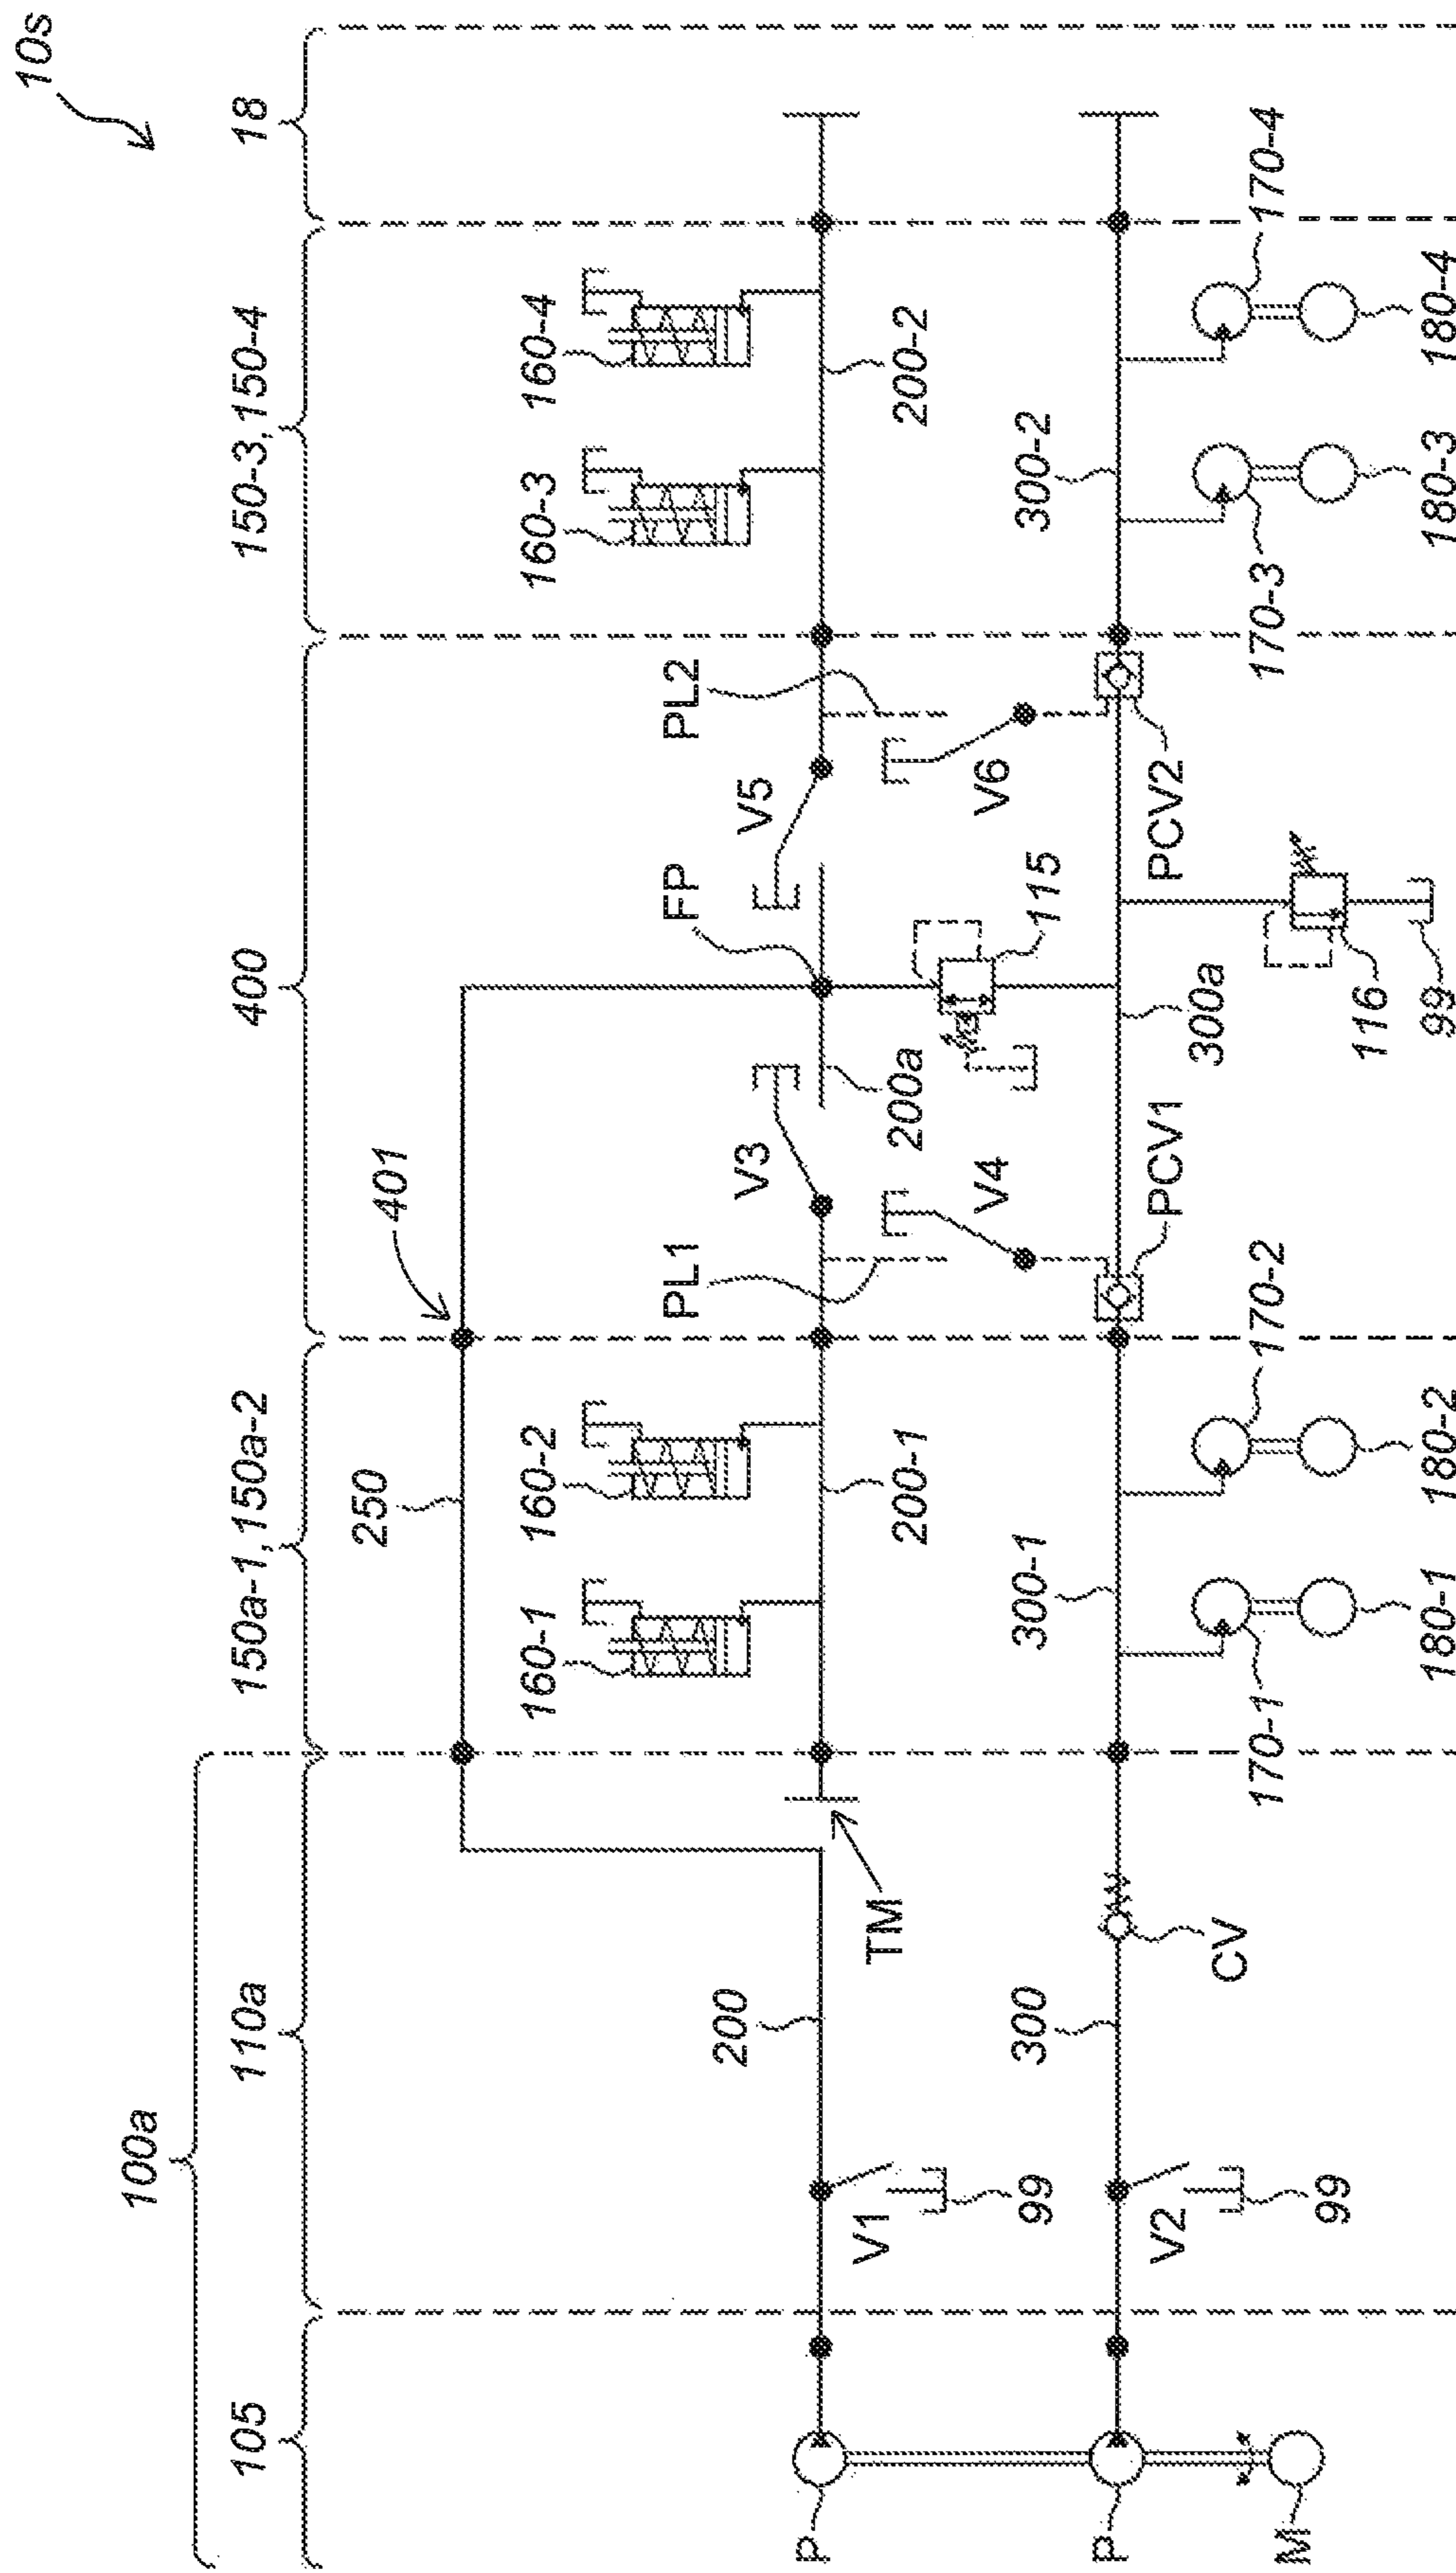 10s
100a
105
110a
150a-1, 150a-2
400
150-3, 150-4
18
250
401
160-1
160-2
PL1
FP
PL2
160-3
160-4
200
V3
V5
V1
TM
200-1
200a
200-2
99
300
300-1
V4
115
V6
300-2
V2
CV
PCV1
300a
PCV2
99
170-1
170-2
170-3
170-4
116
180-1
180-2
99
180-3
180-4
P
P
M